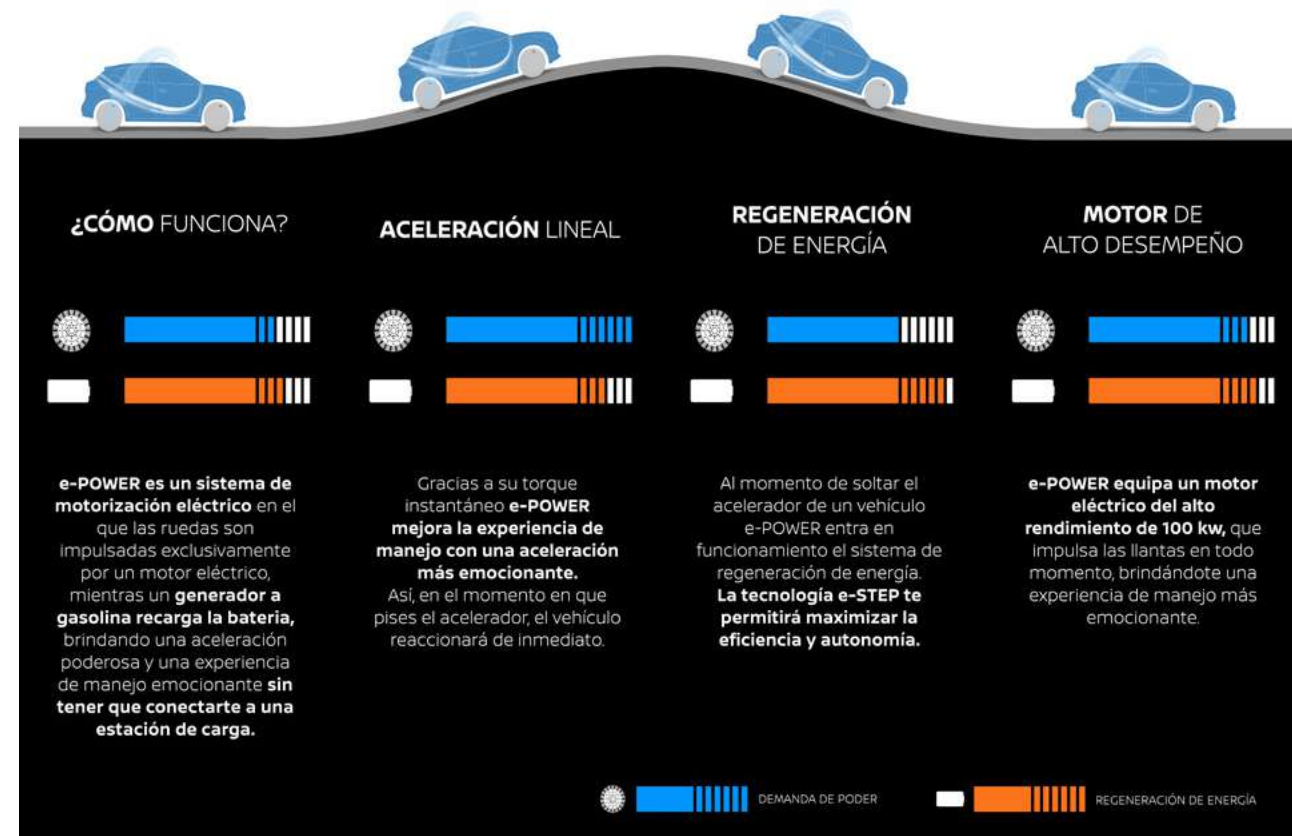 ¿CÓMO FUNCIONA?
e-POWER es un sistema de
motorización eléctrico en el
que las ruedas son
impulsadas exclusivamente
por un motor eléctrico,
mientras un generador a
gasolina recarga la bateria,
brindando una aceleración
poderosa y una experiencia
de manejo emocionante sin
tener que conectarte a una
estación de carga.
ACELERACIÓN LINEAL
Gracias a su torque
instantáneo e-POWER
mejora la experiencia de
manejo con una aceleración
más emocionante.
Así, en el momento en que
pises el acelerador, el vehículo
reaccionará de inmediato.
REGENERACIÓN
DE ENERGÍA
Al momento de soltar el
acelerador de un vehículo
e-POWER entra en
funcionamiento el sistema de
regeneración de energía.
La tecnología e-STEP te
permitirá maximizar la
eficiencia y autonomía.
MOTOR DE
ALTO DESEMPEÑO
e-POWER equipa un motor
eléctrico del alto
rendimiento de 100 kw, que
impulsa las llantas en todo
momento, brindándote una
experiencia de manejo más
emocionante.
DEMANDA DE PODER
REGENERACIÓN DE ENERGÍA